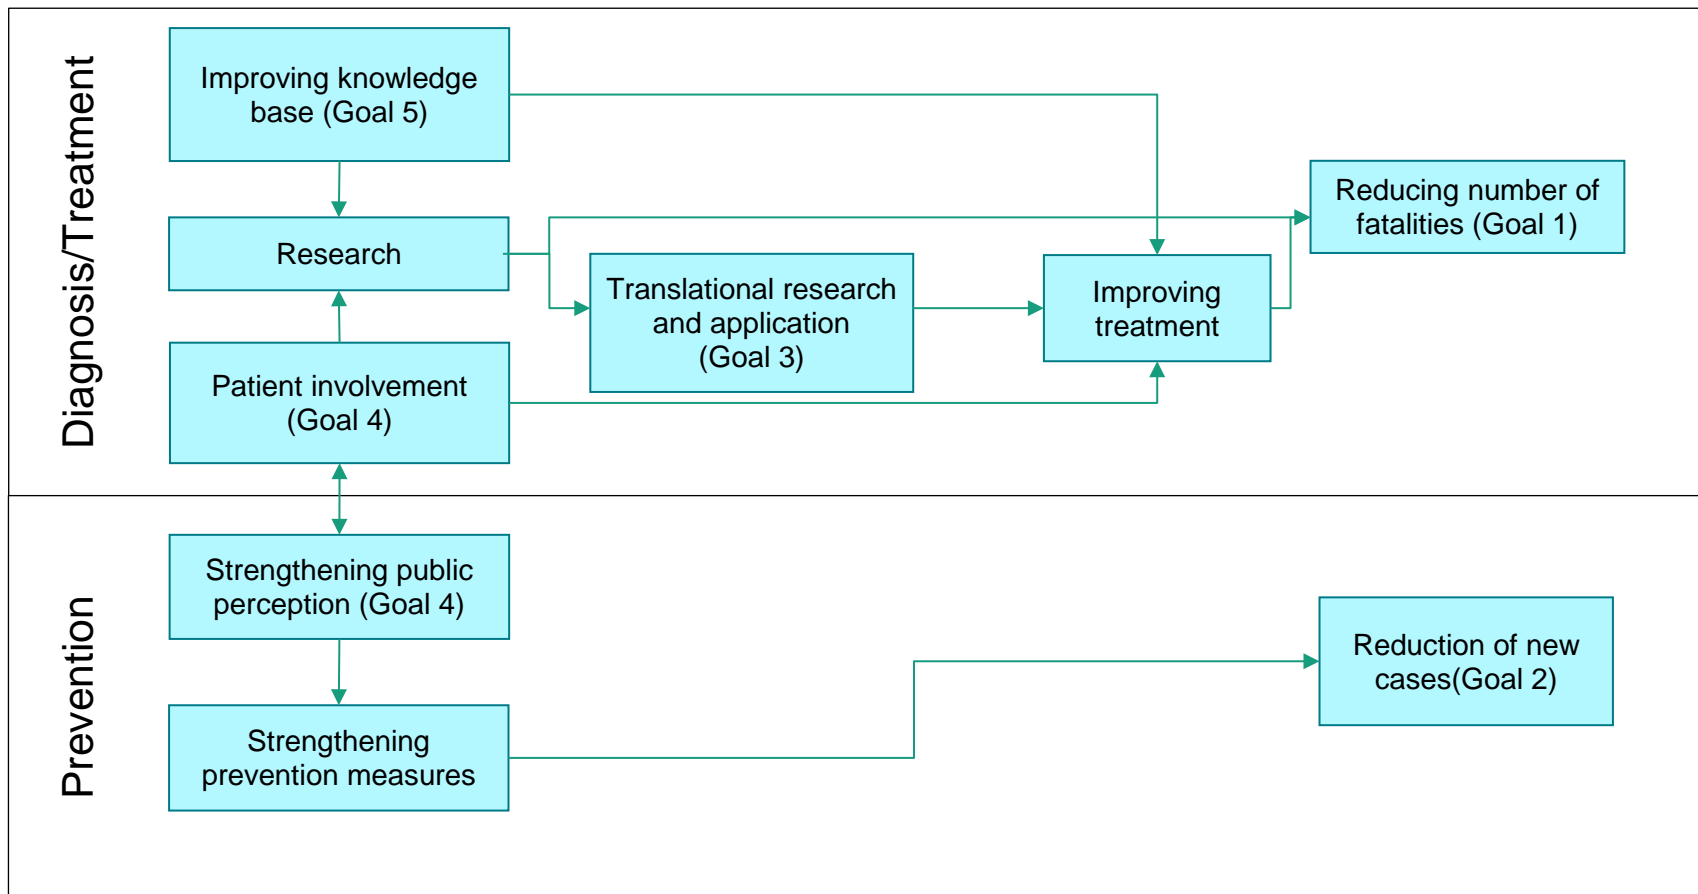 Diagnosis/Treatment
Improving knowledge
base (Goal 5)
Research
Patient involvement
(Goal 4)
Translational research
and application
(Goal 3)
Improving
treatment
Reducing number of
fatalities (Goal 1)
Prevention
Strengthening public
perception (Goal 4)
Strengthening
prevention measures
Reduction of new
cases(Goal 2)